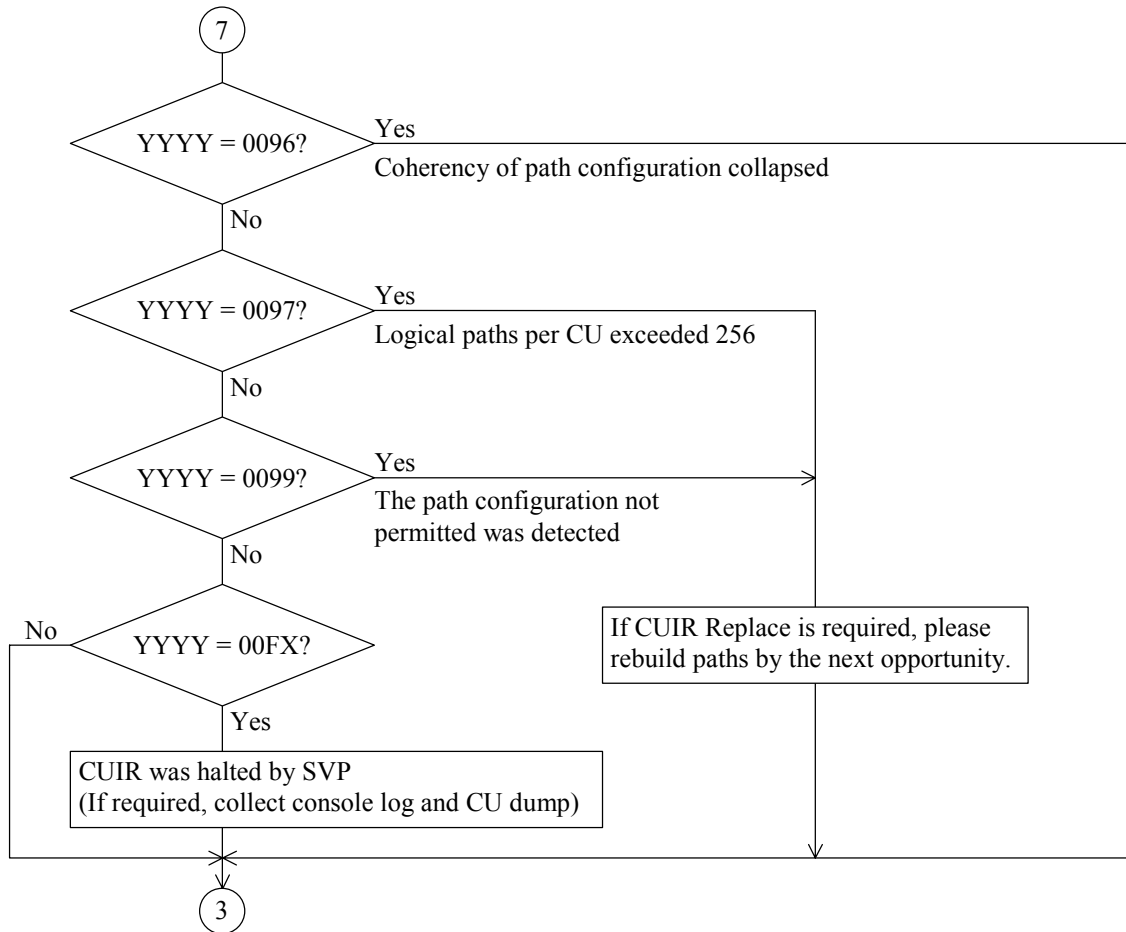 7
YYYY = 0096?
Yes
Coherency of path configuration collapsed
No
YYYY = 0097?
Yes
Logical paths per CU exceeded 256
No
YYYY = 0099?
Yes
The path configuration not
permitted was detected
No
YYYY = 00FX?
No
Yes
If CUIR Replace is required, please
rebuild paths by the next opportunity.
CUIR was halted by SVP
(If required, collect console log and CU dump)
3